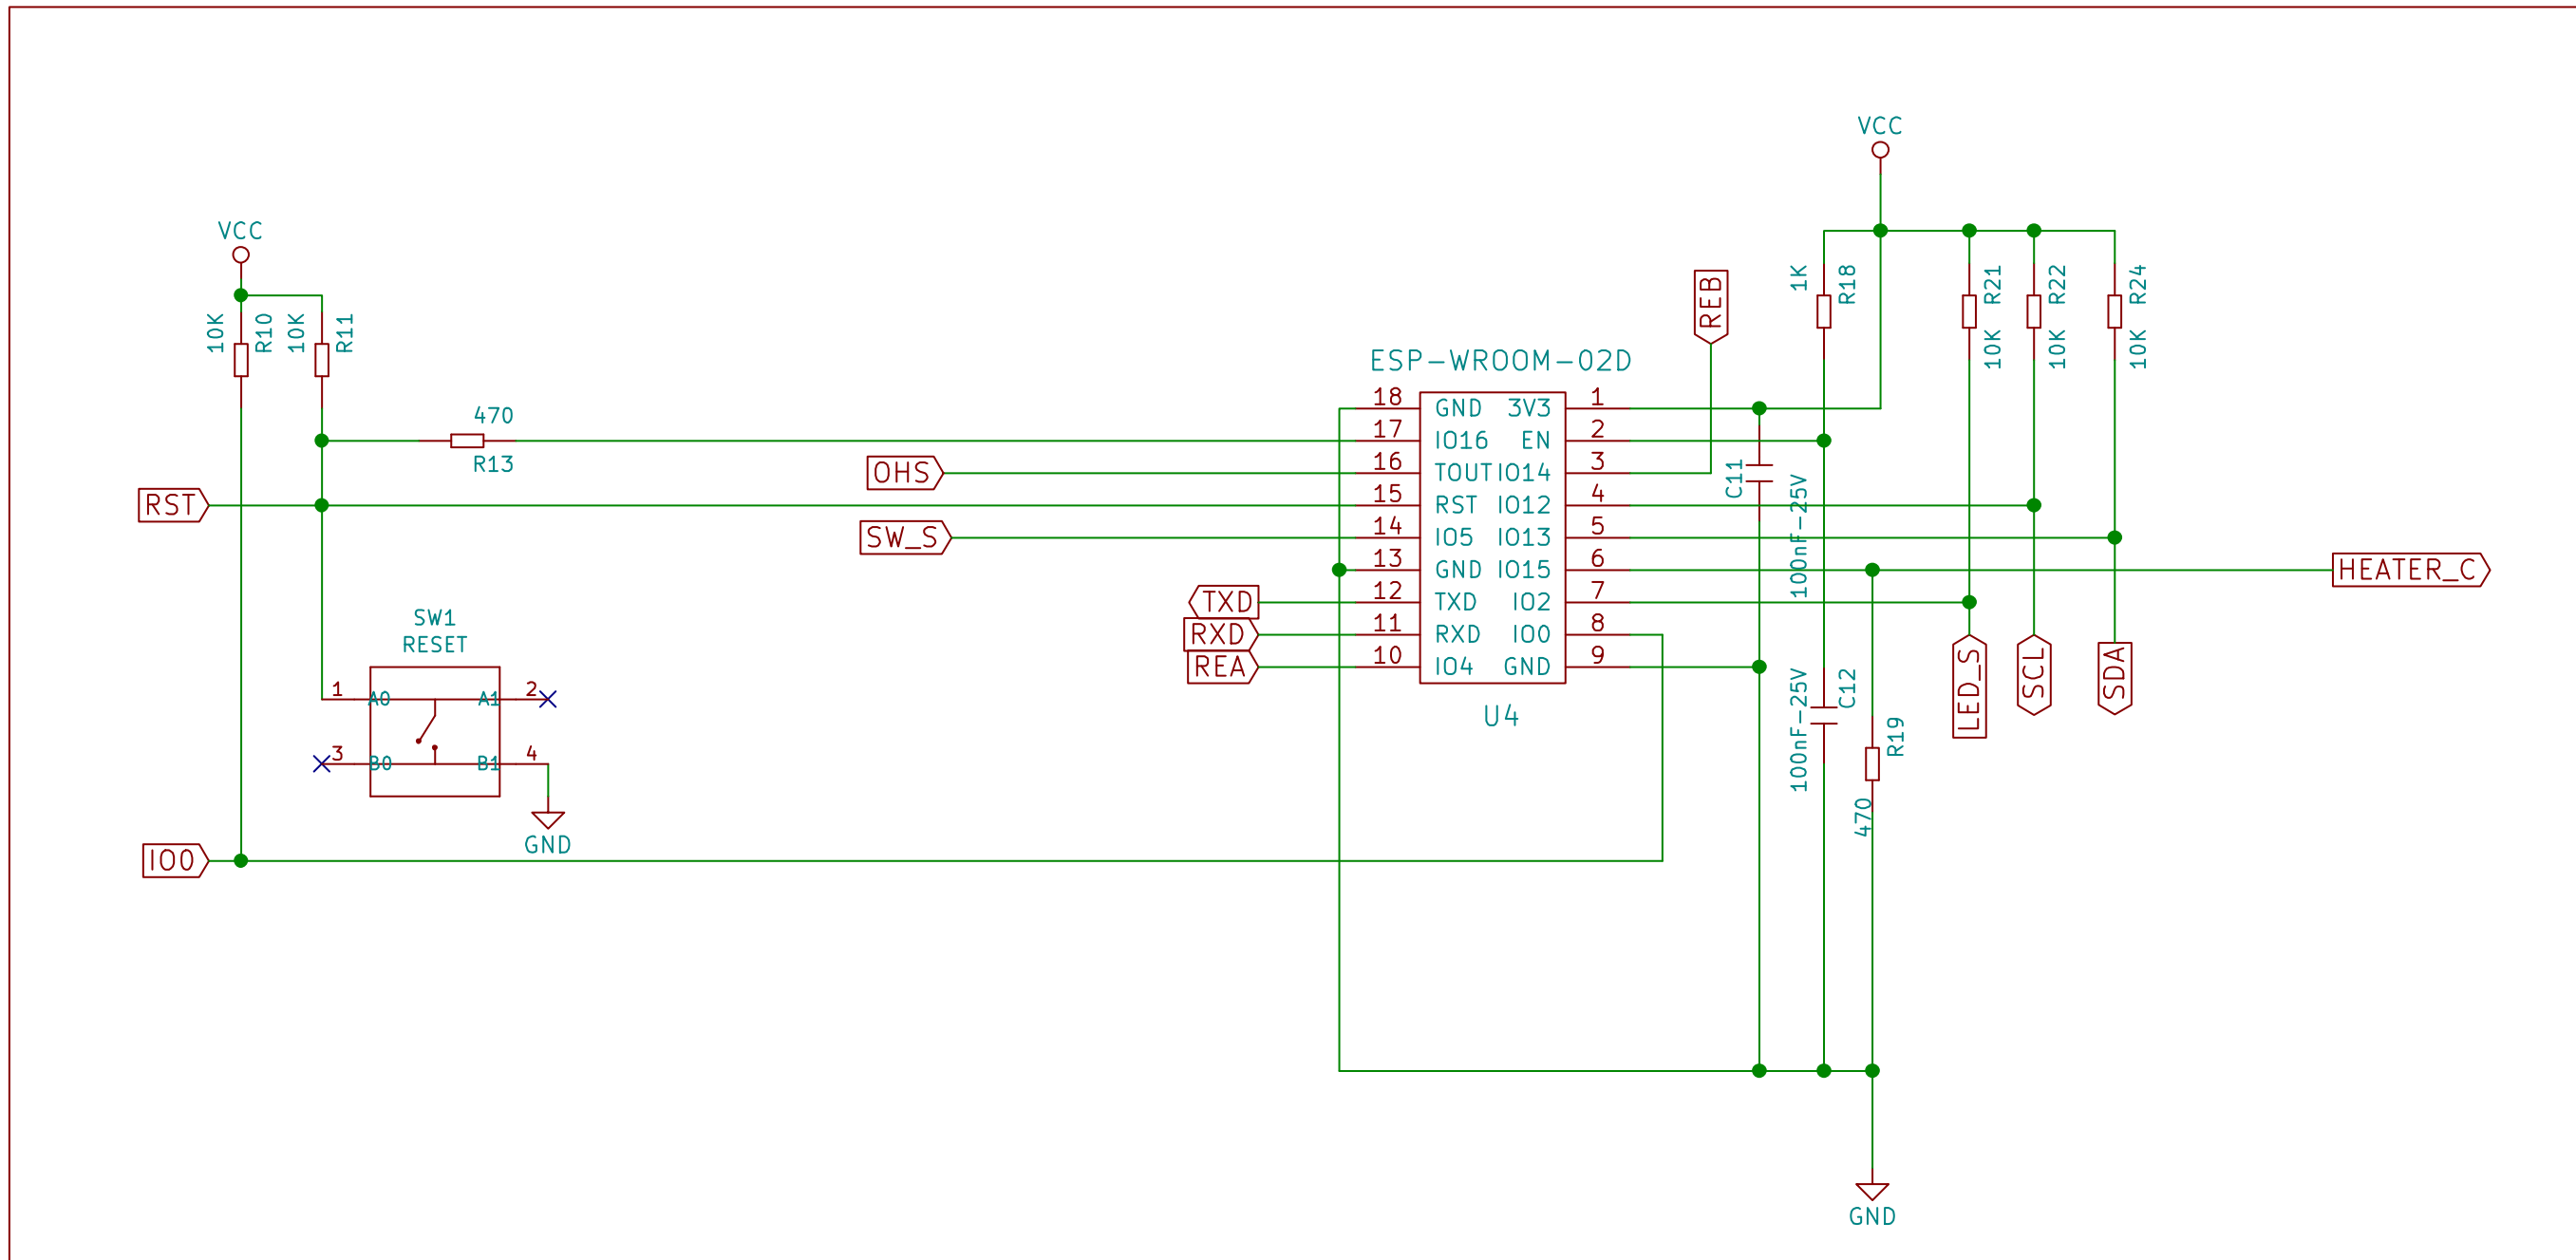 VCC
VCC
10K
R10
10K
R11
1K
R18
R21
10K
R22
10K
R24
10K
REB
470
R13
ESP-WROOM-02D
18 GND 3V3 1
17 IO16 EN 2
16 TOUT IO14 3
15 RST IO12 4
14 IO5 IO13 5
13 GND IO15 6
12 TXD IO2 7
11 RXD IO0 8
10 IO4 GND 9
U4
OHS
RST
SW_S
TXD
RXD
REA
C11
100nF-25V
HEATER_C
SW1
RESET
1 A0 A1 2
3 B0 B1 4
GND
IO0
100nF-25V
C12
R19
470
LED_S
SCL
SDA
GND